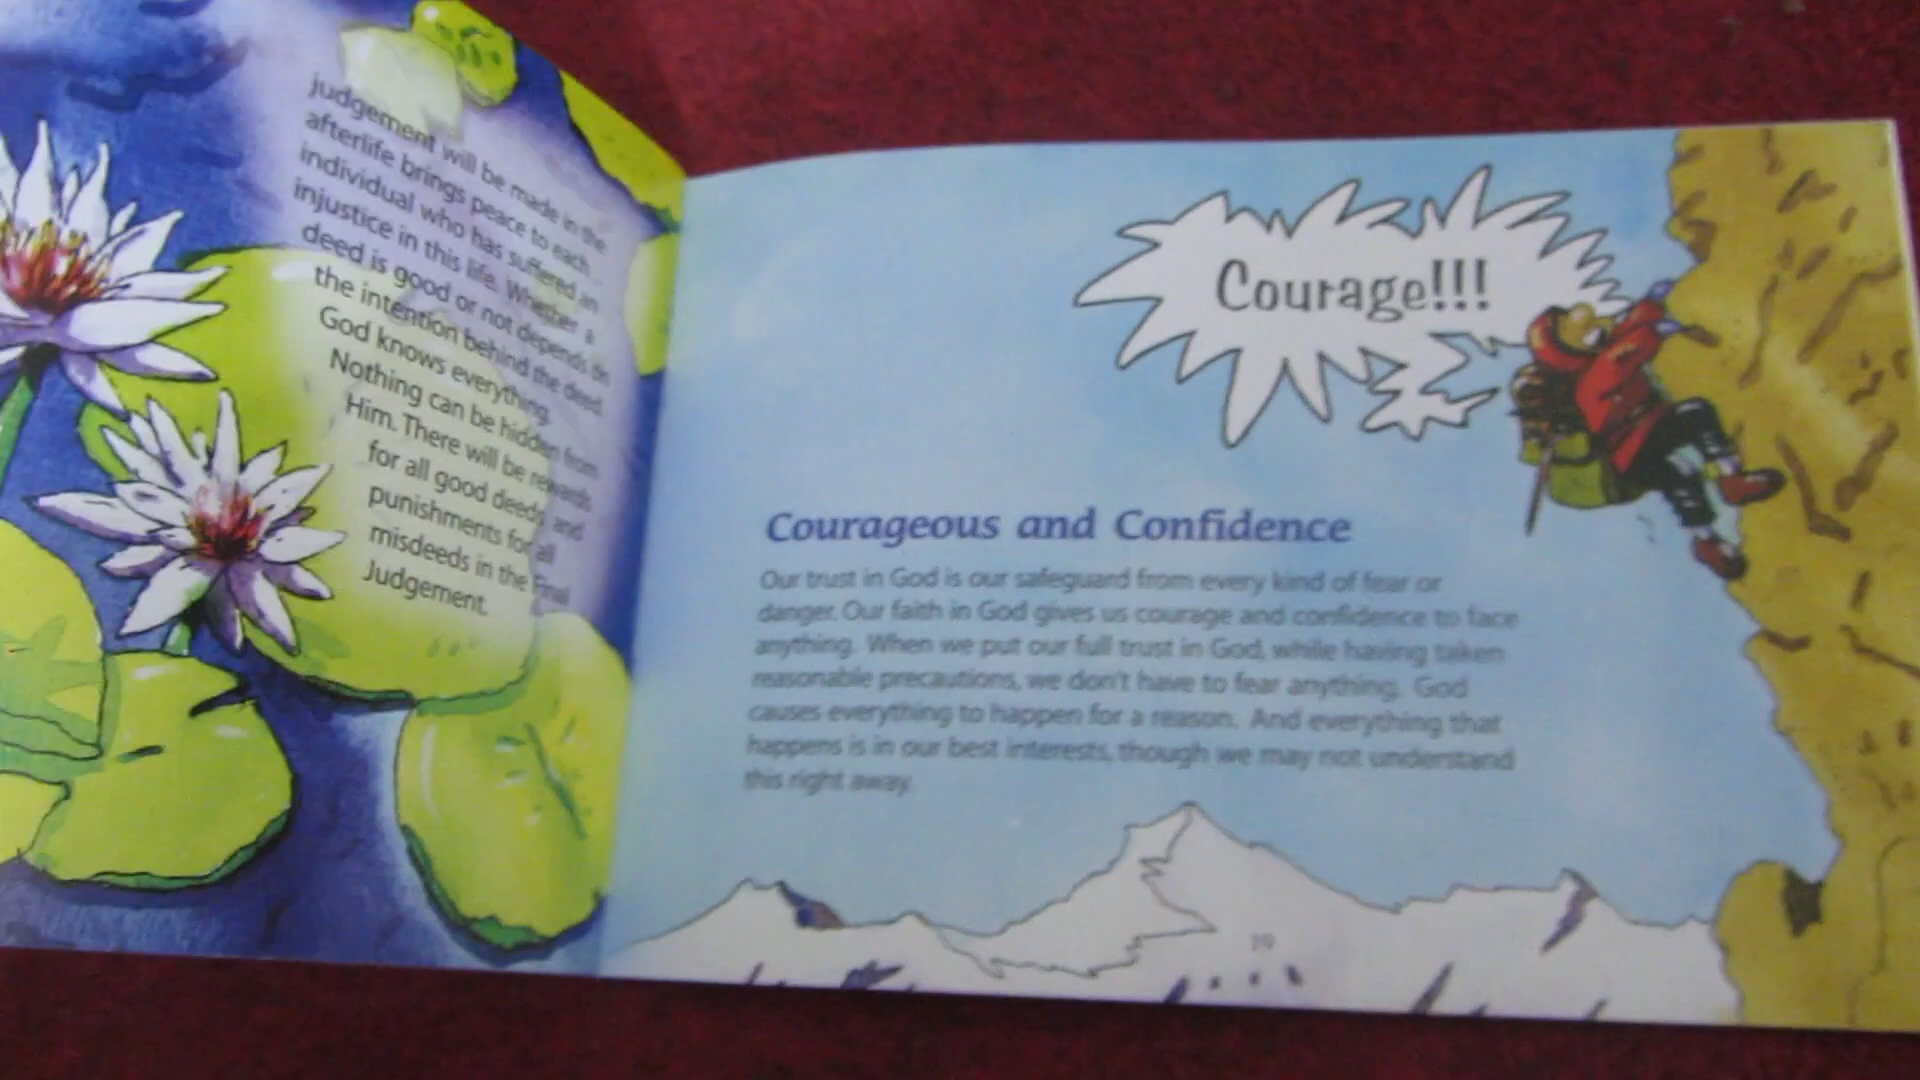 judgement will be made in the
afterlife brings peace to each
individual who has suffered an
injustice in this life. Whether a
deed is good or not depends on
the intention behind the deed.
God knows everything.
Nothing can be hidden from
Him. There will be rewards
for all good deeds and
punishments for all
misdeeds in the Final
Judgement.
Courage!!!
Courageous and Confidence
Our trust in God is our safeguard from every kind of fear or
danger. Our faith in God gives us courage and confidence to face
anything. When we put our full trust in God, while having taken
reasonable precautions, we don't have to fear anything. God
causes everything to happen for a reason. And everything that
happens is in our best interests, though we may not understand
this right away.
19